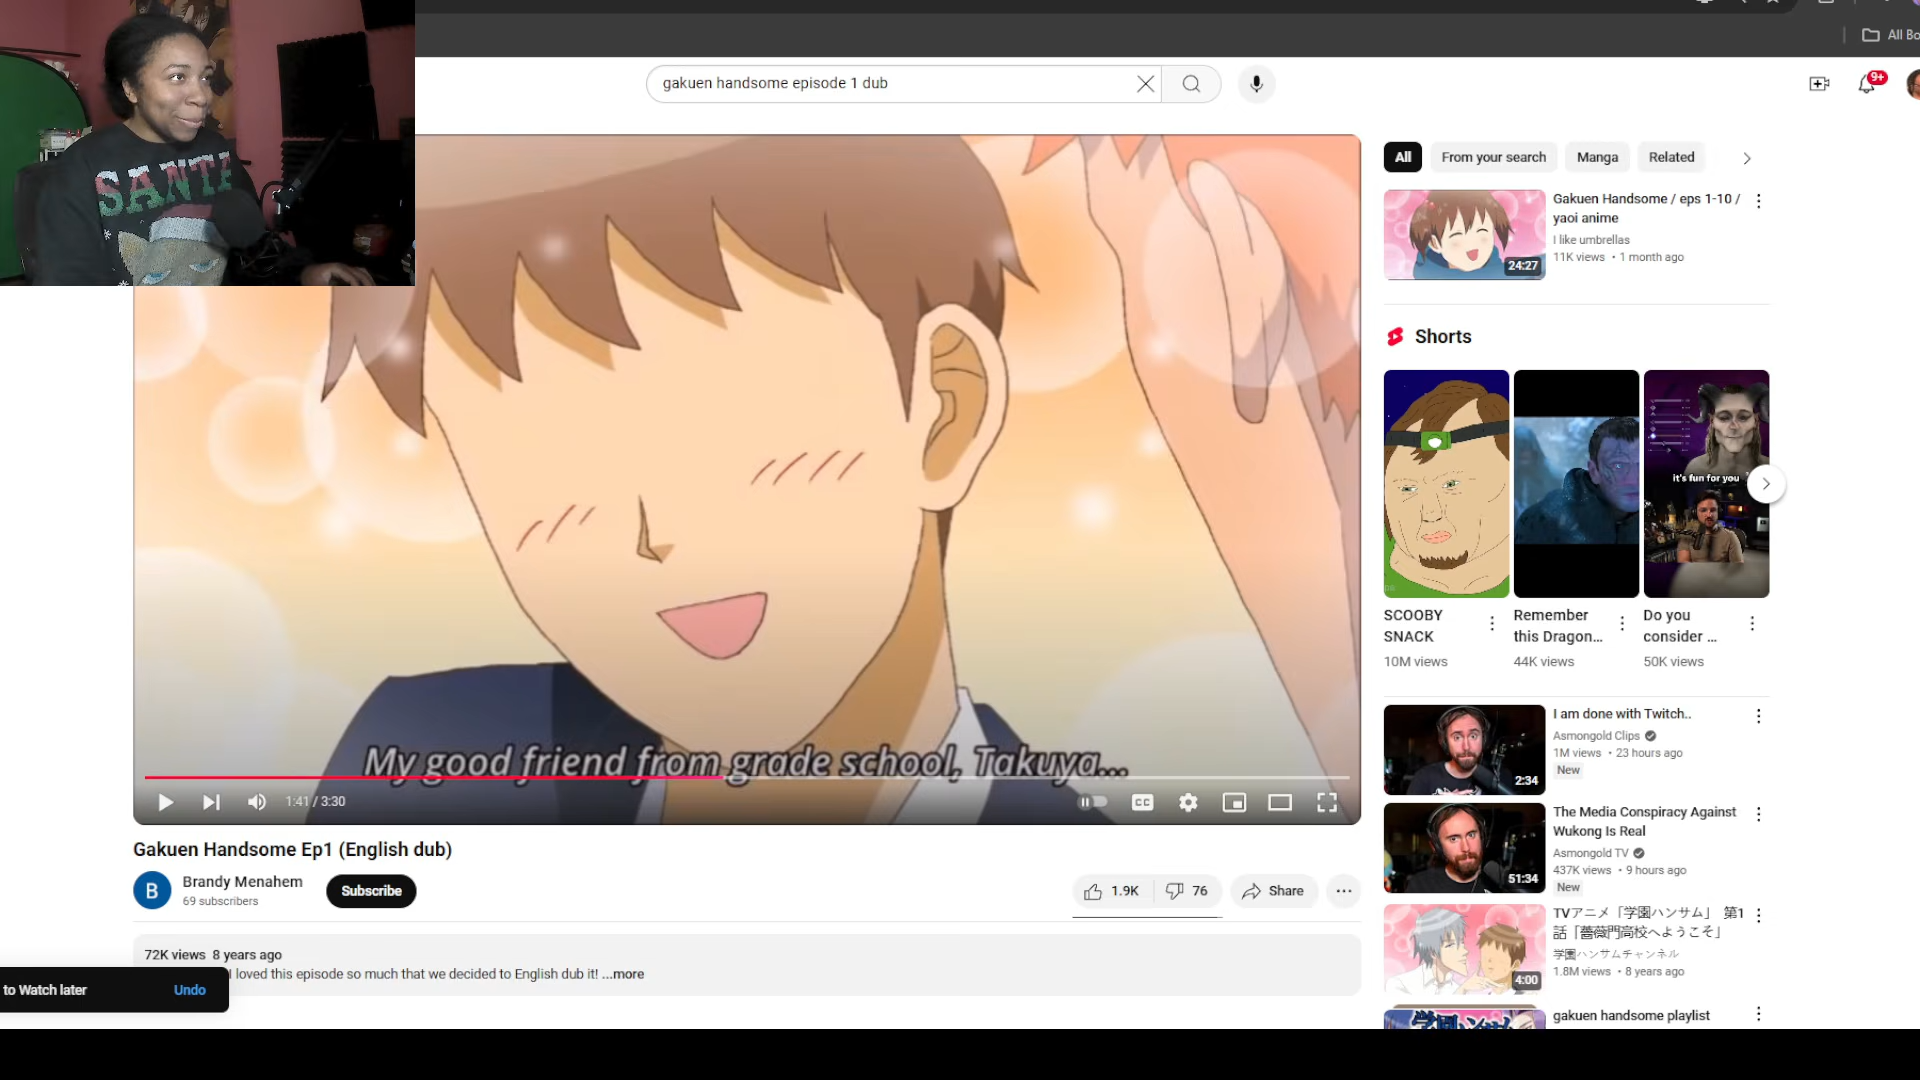 All Bo
gakuen handsome episode 1 dub
9+
SANTA
All
From your search
Manga
Related
Gakuen Handsome / eps 1-10 /
yaoi anime
I like umbrellas
11K views • 1 month ago
24:27
Shorts
it's fun for you
SCOOBY
SNACK
10M views
Remember
this Dragon...
44K views
Do you
consider ...
50K views
My good friend from grade school, Takuya...
1:41 / 3:30
CC
I am done with Twitch..
Asmongold Clips
1M views • 23 hours ago
New
2:34
The Media Conspiracy Against
Wukong Is Real
Asmongold TV
437K views • 9 hours ago
New
51:34
TVアニメ「学園ハンサム」 第1
話「薔薇門高校へようこそ」
学園ハンサムチャンネル
1.8M views • 8 years ago
4:00
gakuen handsome playlist
学園ハンサム
Gakuen Handsome Ep1 (English dub)
B
Brandy Menahem
69 subscribers
Subscribe
1.9K
76
Share
72K views 8 years ago
I loved this episode so much that we decided to English dub it! ...more
to Watch later
Undo